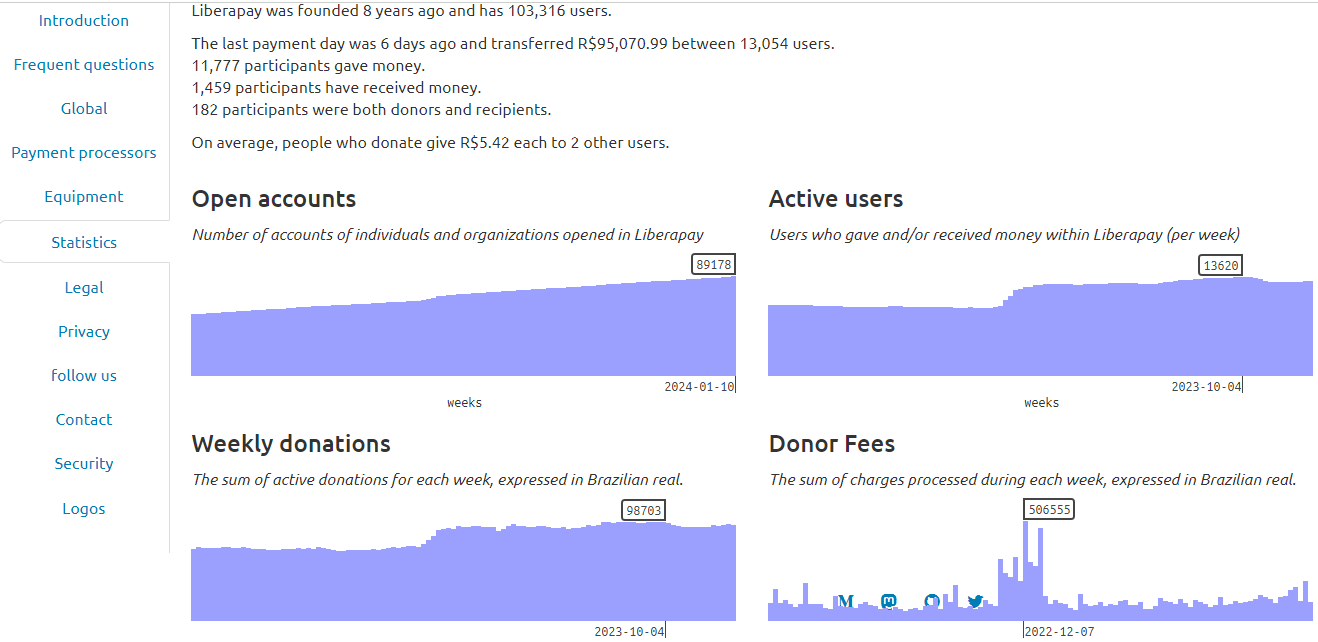 Introduction
Frequent questions
Global
Payment processors
Equipment
Statistics
Legal
Privacy
follow us
Contact
Security
Logos
Liberapay was founded 8 years ago and has 103,316 users.
The last payment day was 6 days ago and transferred R$95,070.99 between 13,054 users.
11,777 participants gave money.
1,459 participants have received money.
182 participants were both donors and recipients.
On average, people who donate give R$5.42 each to 2 other users.
Open accounts
Number of accounts of individuals and organizations opened in Liberapay
89178
2024-01-10
weeks
Active users
Users who gave and/or received money within Liberapay (per week)
13620
2023-10-04
weeks
Weekly donations
The sum of active donations for each week, expressed in Brazilian real.
98703
2023-10-04
Donor Fees
The sum of charges processed during each week, expressed in Brazilian real.
506555
2022-12-07